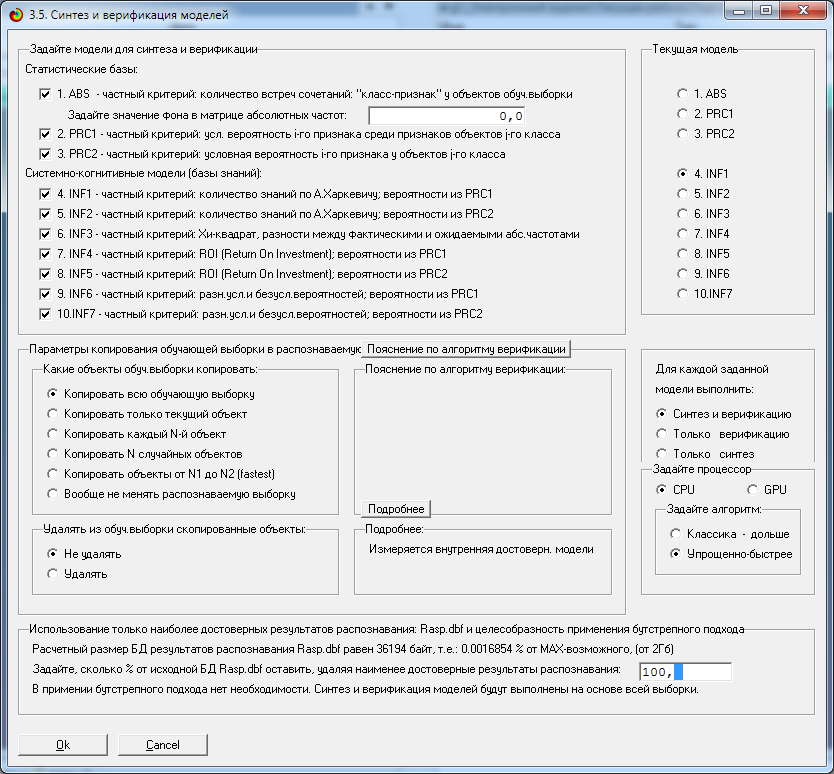 3.5. Синтез и верификация моделей
Задайте модели для синтеза и верификации
Статистические базы:
1. ABS - частный критерий: количество встреч сочетаний: "класс-признак" у объектов обуч.выборки
Задайте значение фона в матрице абсолютных частот:
0,0
2. PRC1 - частный критерий: усл. вероятность i-го признака среди признаков объектов j-го класса
3. PRC2 - частный критерий: условная вероятность i-го признака у объектов j-го класса
Системно-когнитивные модели (базы знаний):
4. INF1 - частный критерий: количество знаний по А.Харкевичу; вероятности из PRC1
5. INF2 - частный критерий: количество знаний по А.Харкевичу; вероятности из PRC2
6. INF3 - частный критерий: Хи-квадрат, разности между фактическими и ожидаемыми абс.частотами
7. INF4 - частный критерий: ROI (Return On Investment); вероятности из PRC1
8. INF5 - частный критерий: ROI (Return On Investment); вероятности из PRC2
9. INF6 - частный критерий: разн.усл.и безусл.вероятностей; вероятности из PRC1
10.INF7 - частный критерий: разн.усл.и безусл.вероятностей; вероятности из PRC2
Текущая модель
1. ABS
2. PRC1
3. PRC2
4. INF1
5. INF2
6. INF3
7. INF4
8. INF5
9. INF6
10.INF7
Параметры копирования обучающей выборки в распознаваемую
Пояснение по алгоритму верификации
Какие объекты обуч.выборки копировать:
Копировать всю обучающую выборку
Копировать только текущий объект
Копировать каждый N-й объект
Копировать N случайных объектов
Копировать объекты от N1 до N2 (fastest)
Вообще не менять распознаваемую выборку
Пояснение по алгоритму верификации:
Подробнее
Удалять из обуч.выборки скопированные объекты:
Не удалять
Удалять
Подробнее:
Измеряется внутренняя достоверн. модели
Для каждой заданной
модели выполнить:
Синтез и верификацию
Только верификацию
Только синтез
Задайте процессор
CPU
GPU
Задайте алгоритм:
Классика - дольше
Упрощенно-быстрее
Использование только наиболее достоверных результатов распознавания: Rasp.dbf и целесобразность применения бутстрепного подхода
Расчетный размер БД результатов распознавания Rasp.dbf равен 36194 байт, т.е.: 0.0016854 % от MAX-возможного, (от 2Гб)
Задайте, сколько % от исходной БД Rasp.dbf оставить, удаляя наименее достоверные результаты распознавания:
100,
В примении бутстрепного подхода нет необходимости. Синтез и верификация моделей будут выполнены на основе всей выборки.
Ok
Cancel